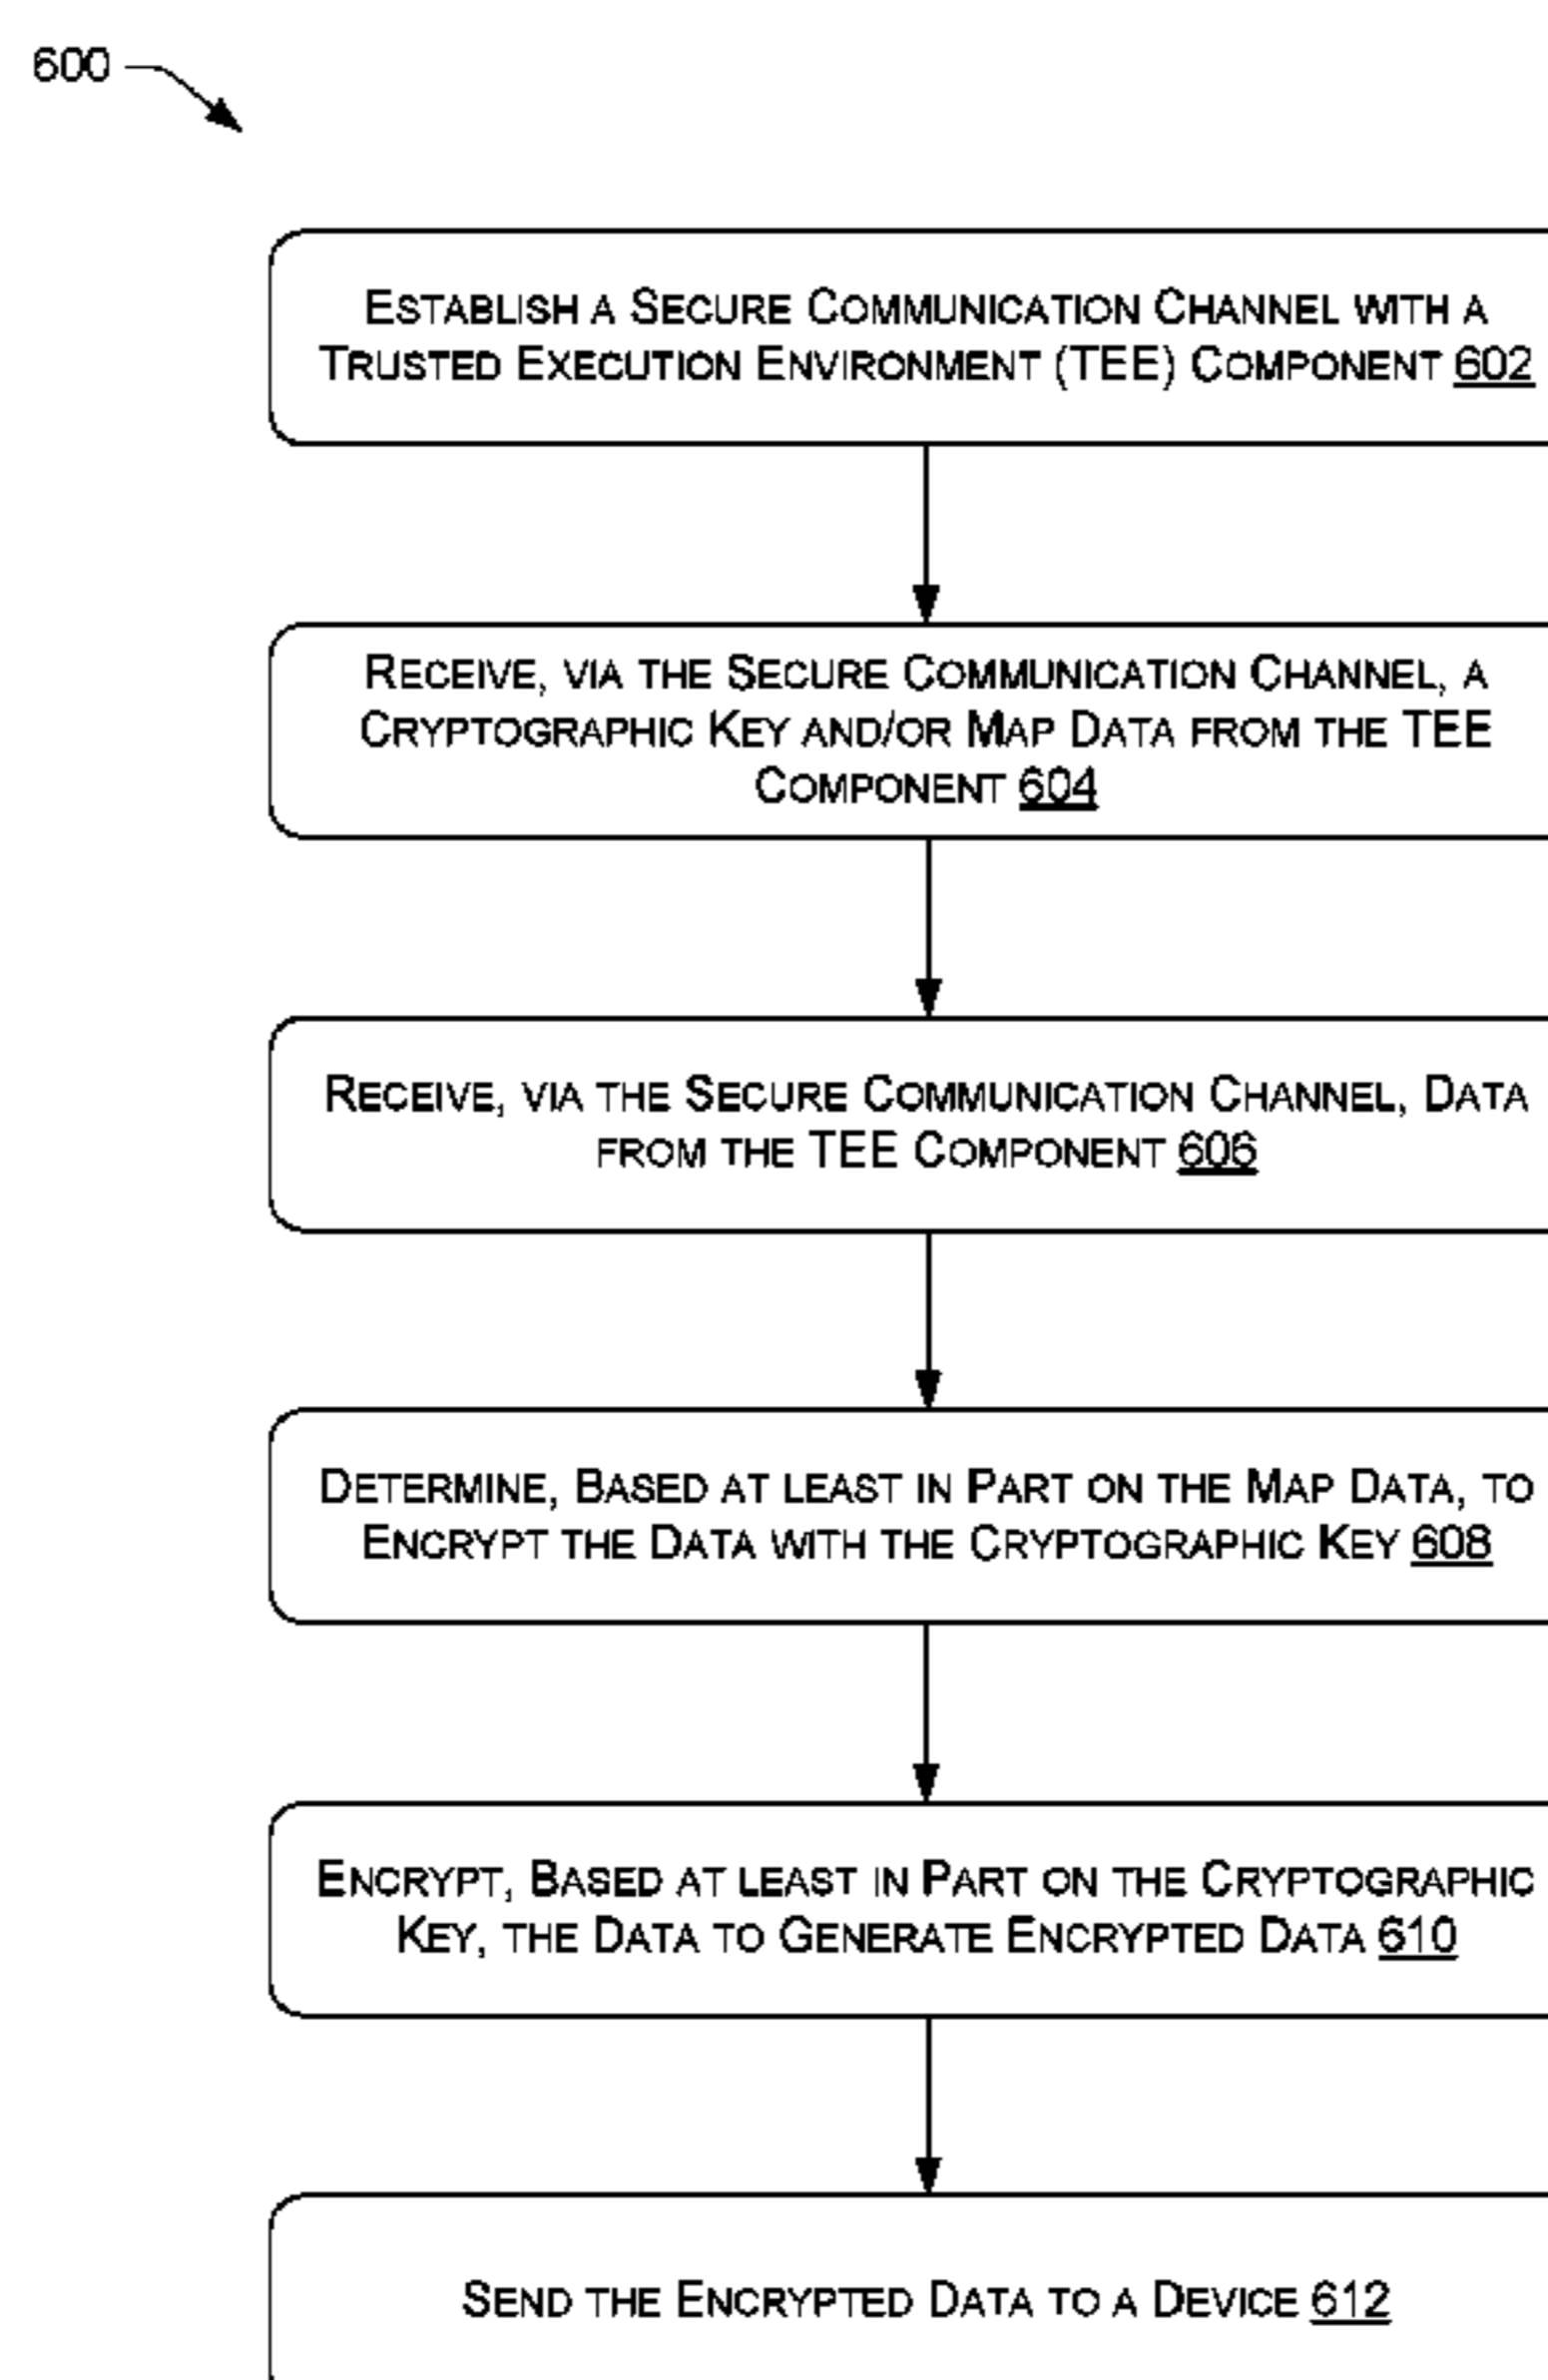 600
ESTABLISH A SECURE COMMUNICATION CHANNEL WITH A
TRUSTED EXECUTION ENVIRONMENT (TEE) COMPONENT 602
RECEIVE, VIA THE SECURE COMMUNICATION CHANNEL, A
CRYPTOGRAPHIC KEY AND/OR MAP DATA FROM THE TEE
COMPONENT 604
RECEIVE, VIA THE SECURE COMMUNICATION CHANNEL, DATA
FROM THE TEE COMPONENT 606
DETERMINE, BASED AT LEAST IN PART ON THE MAP DATA, TO
ENCRYPT THE DATA WITH THE CRYPTOGRAPHIC KEY 608
ENCRYPT, BASED AT LEAST IN PART ON THE CRYPTOGRAPHIC
KEY, THE DATA TO GENERATE ENCRYPTED DATA 610
SEND THE ENCRYPTED DATA TO A DEVICE 612